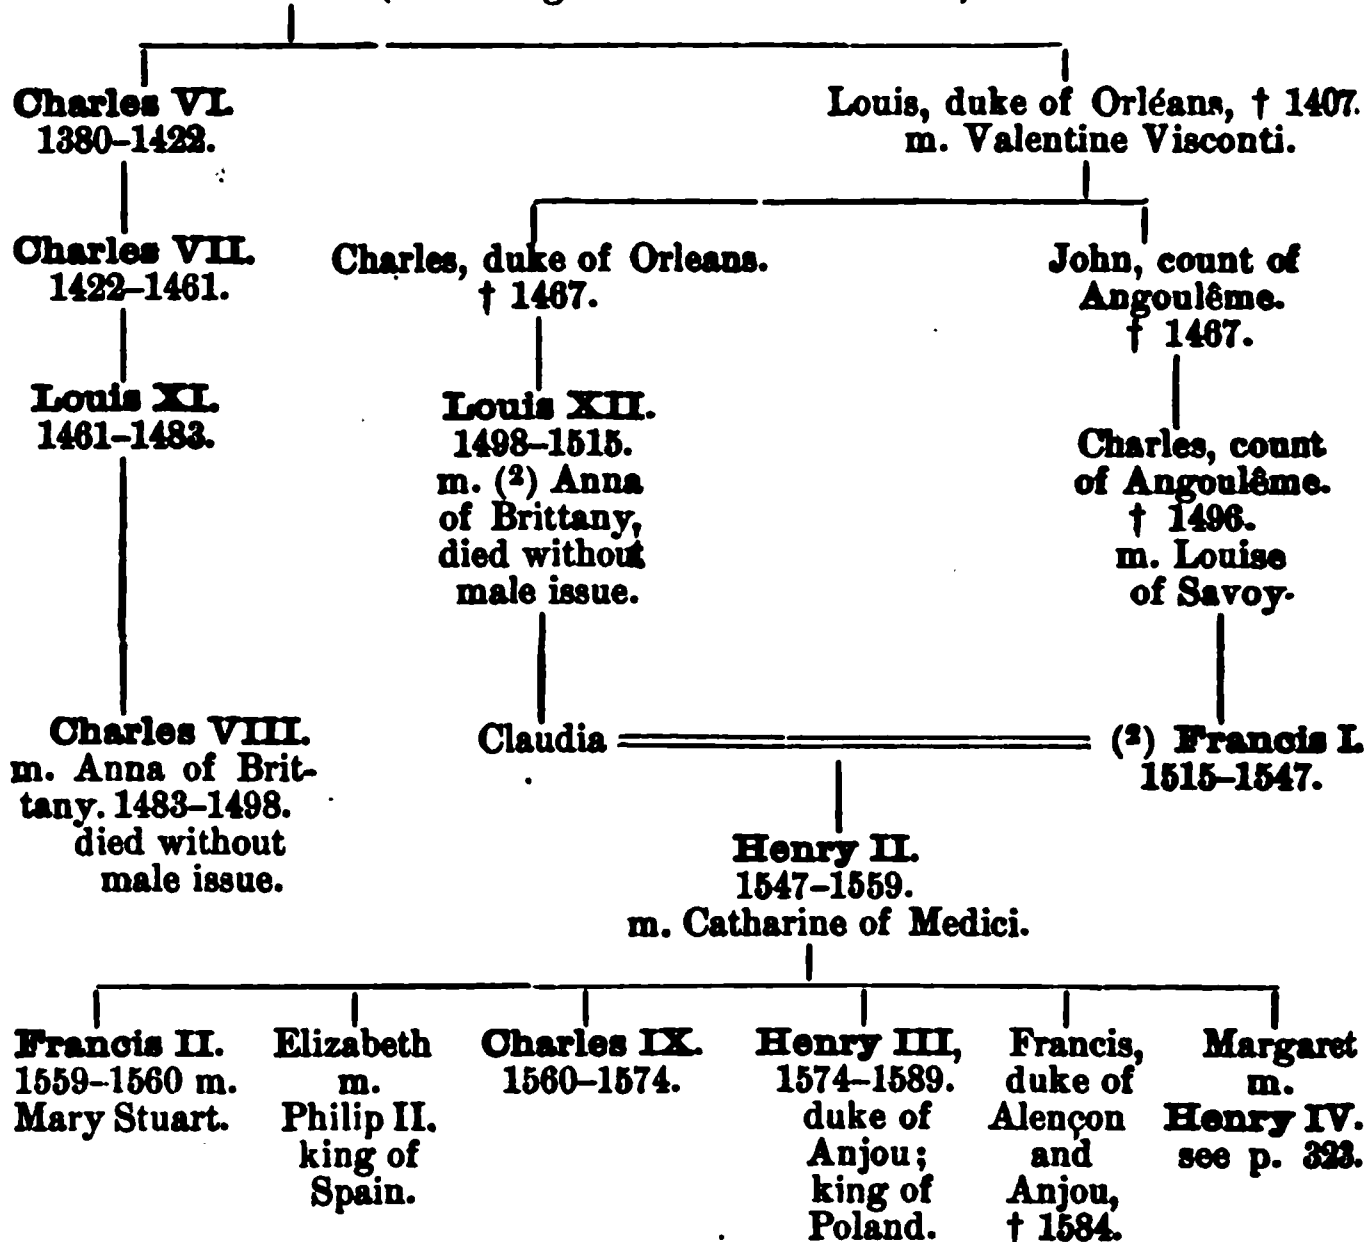 Charles VI.
1380–1422.
Louis, duke of Orléans, † 1407.
m. Valentine Visconti.
Charles VII.
1422–1461.
Charles, duke of Orleans.
† 1467.
John, count of
Angoulême.
† 1467.
Louis XI.
1461–1483.
Louis XII.
1498–1515.
m. (²) Anna
of Brittany,
died without
male issue.
Charles, count
of Angoulême.
† 1496.
m. Louise
of Savoy.
Charles VIII.
m. Anna of Brit-
tany. 1483–1498.
died without
male issue.
Claudia
(²) Francis I.
1515–1547.
Henry II.
1547–1559.
m. Catharine of Medici.
Francis II.
1559–1560 m.
Mary Stuart.
Elizabeth
m.
Philip II.
king of
Spain.
Charles IX.
1560–1574.
Henry III,
1574–1589.
duke of
Anjou;
king of
Poland.
Francis,
duke of
Alençon
and
Anjou,
† 1584.
Margaret
m.
Henry IV.
see p. 323.